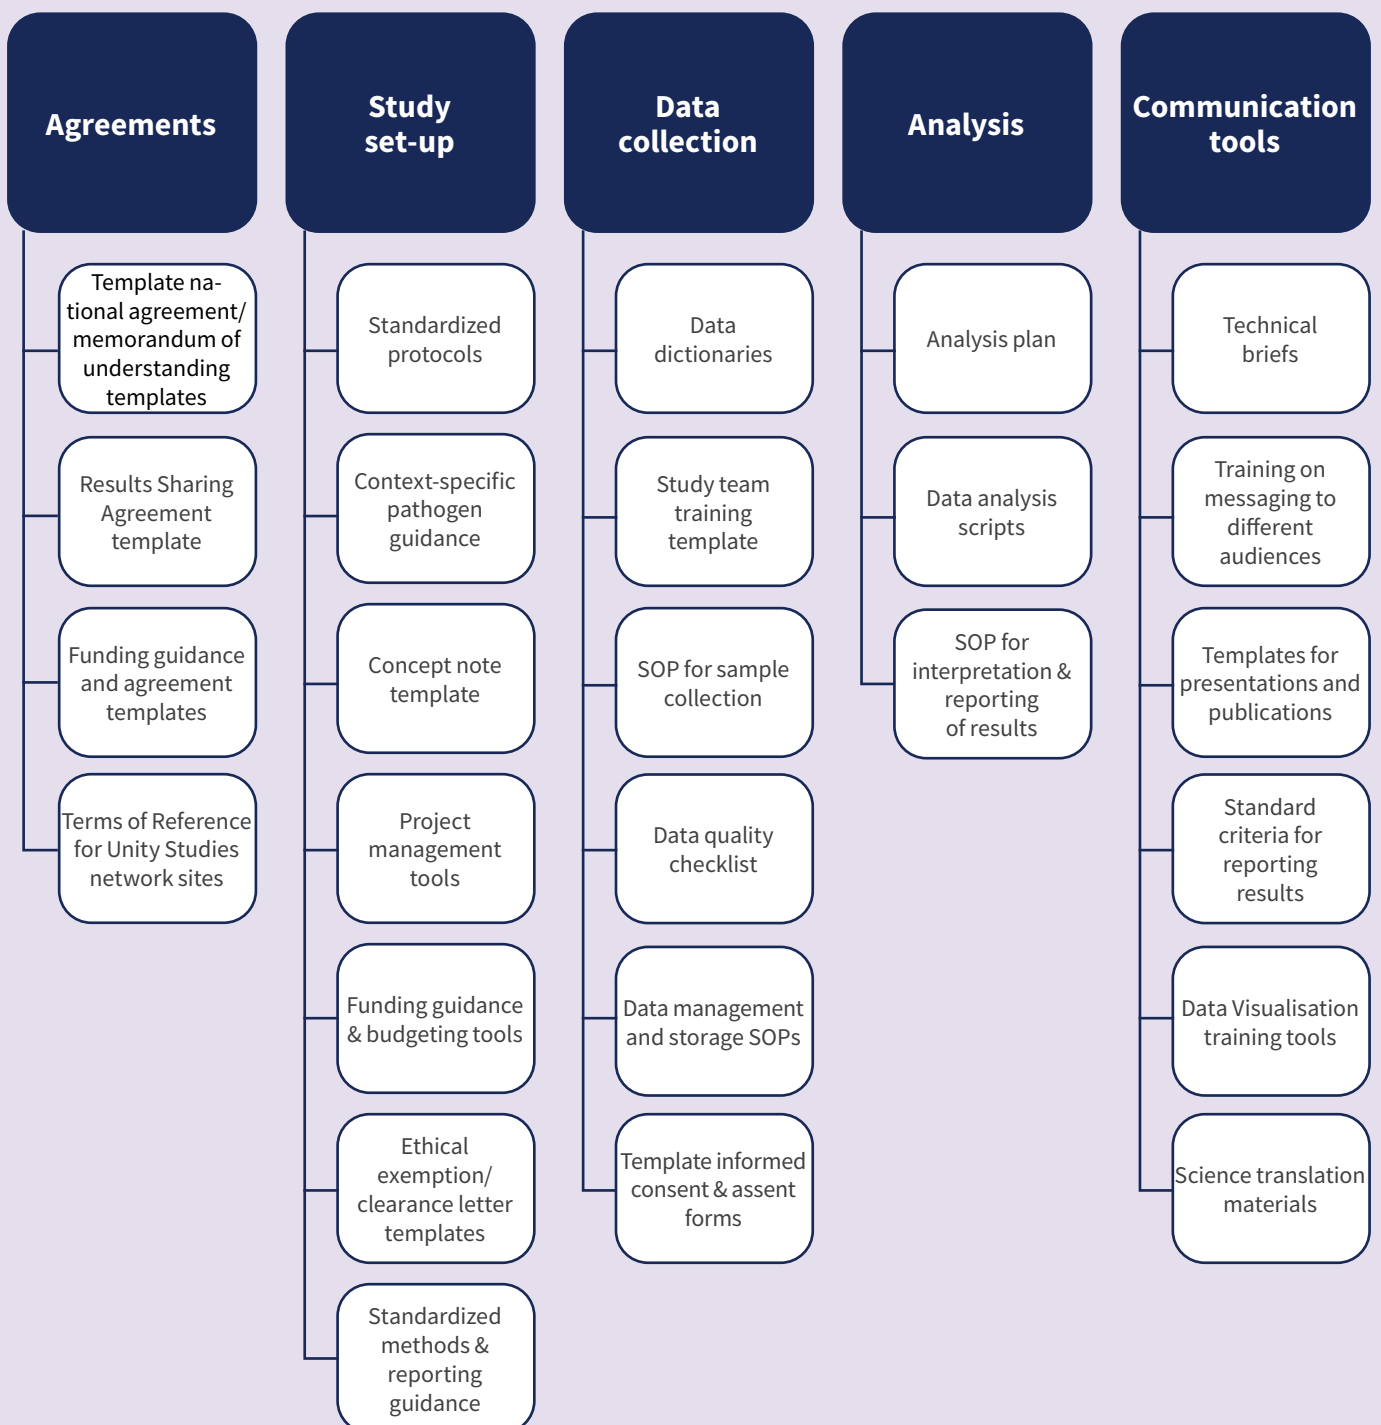 Agreements
Template na-
tional agreement/
memorandum of
understanding
templates
Results Sharing
Agreement
template
Funding guidance
and agreement
templates
Terms of Reference
for Unity Studies
network sites
Study
set-up
Standardized
protocols
Context-specific
pathogen
guidance
Concept note
template
Project
management
tools
Funding guidance
& budgeting tools
Ethical
exemption/
clearance letter
templates
Standardized
methods &
reporting
guidance
Data
collection
Data
dictionaries
Study team
training
template
SOP for sample
collection
Data quality
checklist
Data management
and storage SOPs
Template informed
consent & assent
forms
Analysis
Analysis plan
Data analysis
scripts
SOP for
interpretation &
reporting
of results
Communication
tools
Technical
briefs
Training on
messaging to
different
audiences
Templates for
presentations and
publications
Standard
criteria for
reporting
results
Data Visualisation
training tools
Science translation
materials